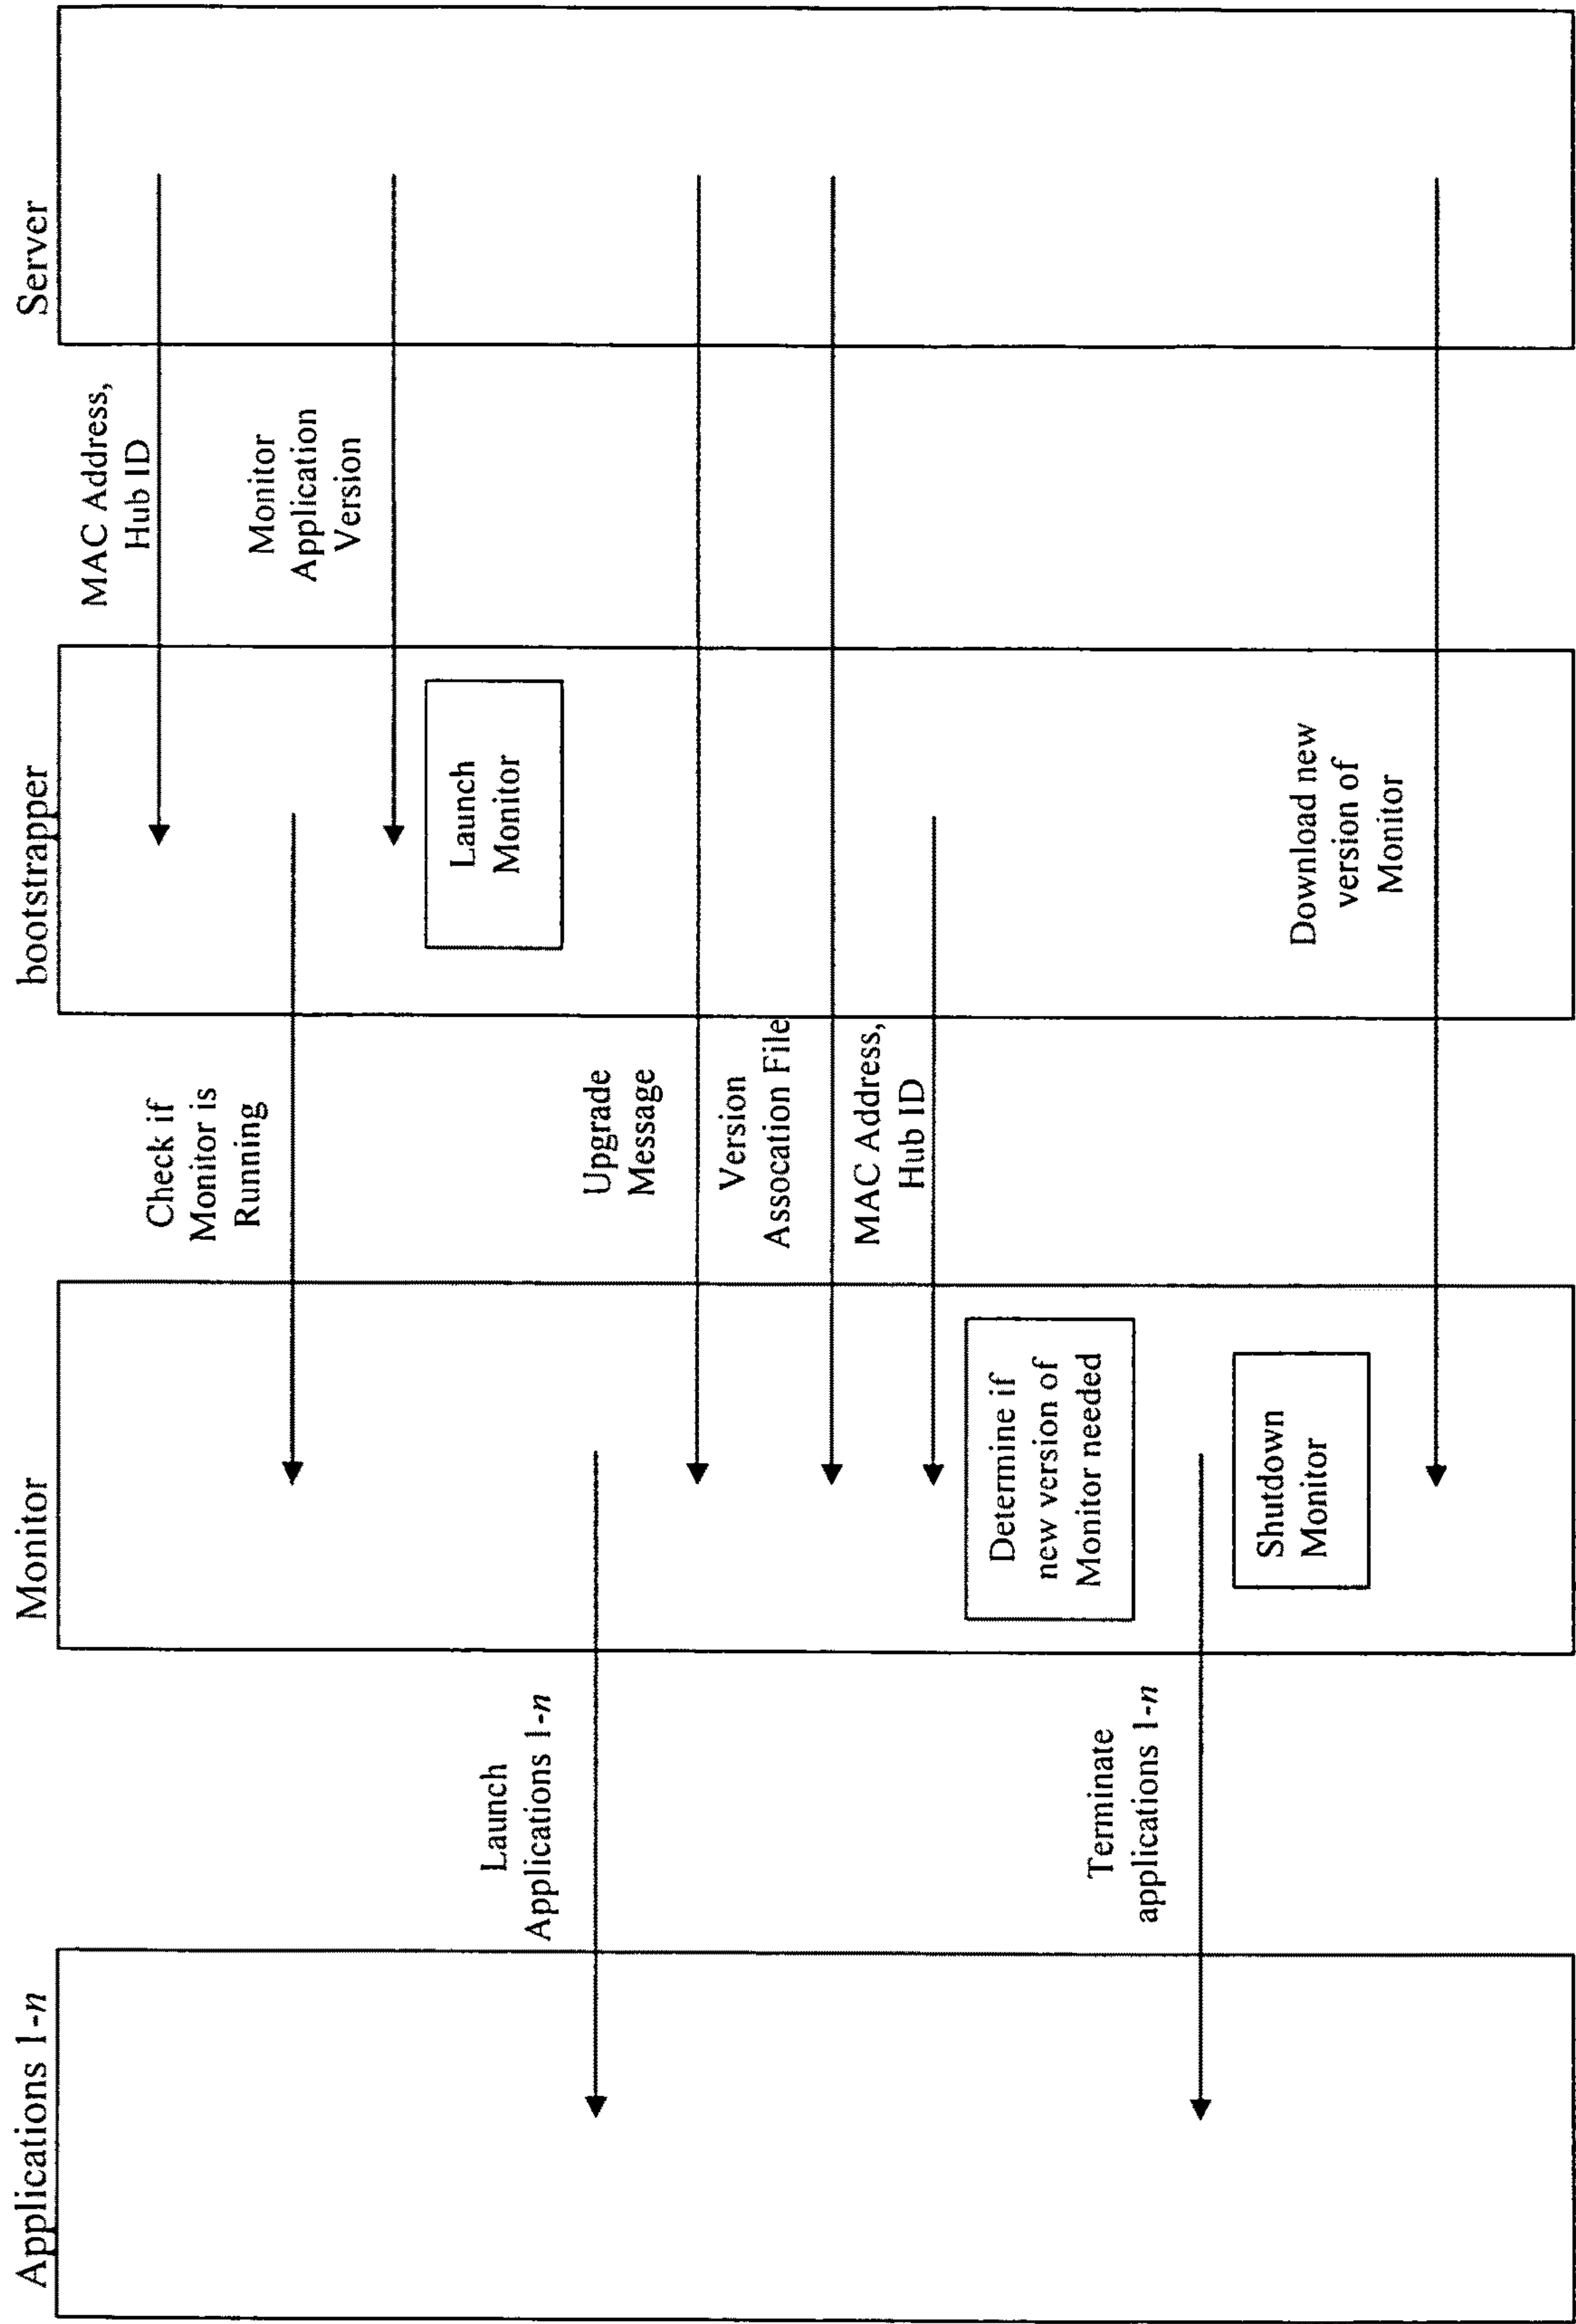 Applications 1-n
Monitor
bootstrapper
Server
MAC Address,
Hub ID
Check if
Monitor is
Running
Monitor
Application
Version
Launch
Monitor
Launch
Applications 1-n
Upgrade
Message
Version
Assocation File
MAC Address,
Hub ID
Determine if
new version of
Monitor needed
Terminate
applications 1-n
Shutdown
Monitor
Download new
version of
Monitor